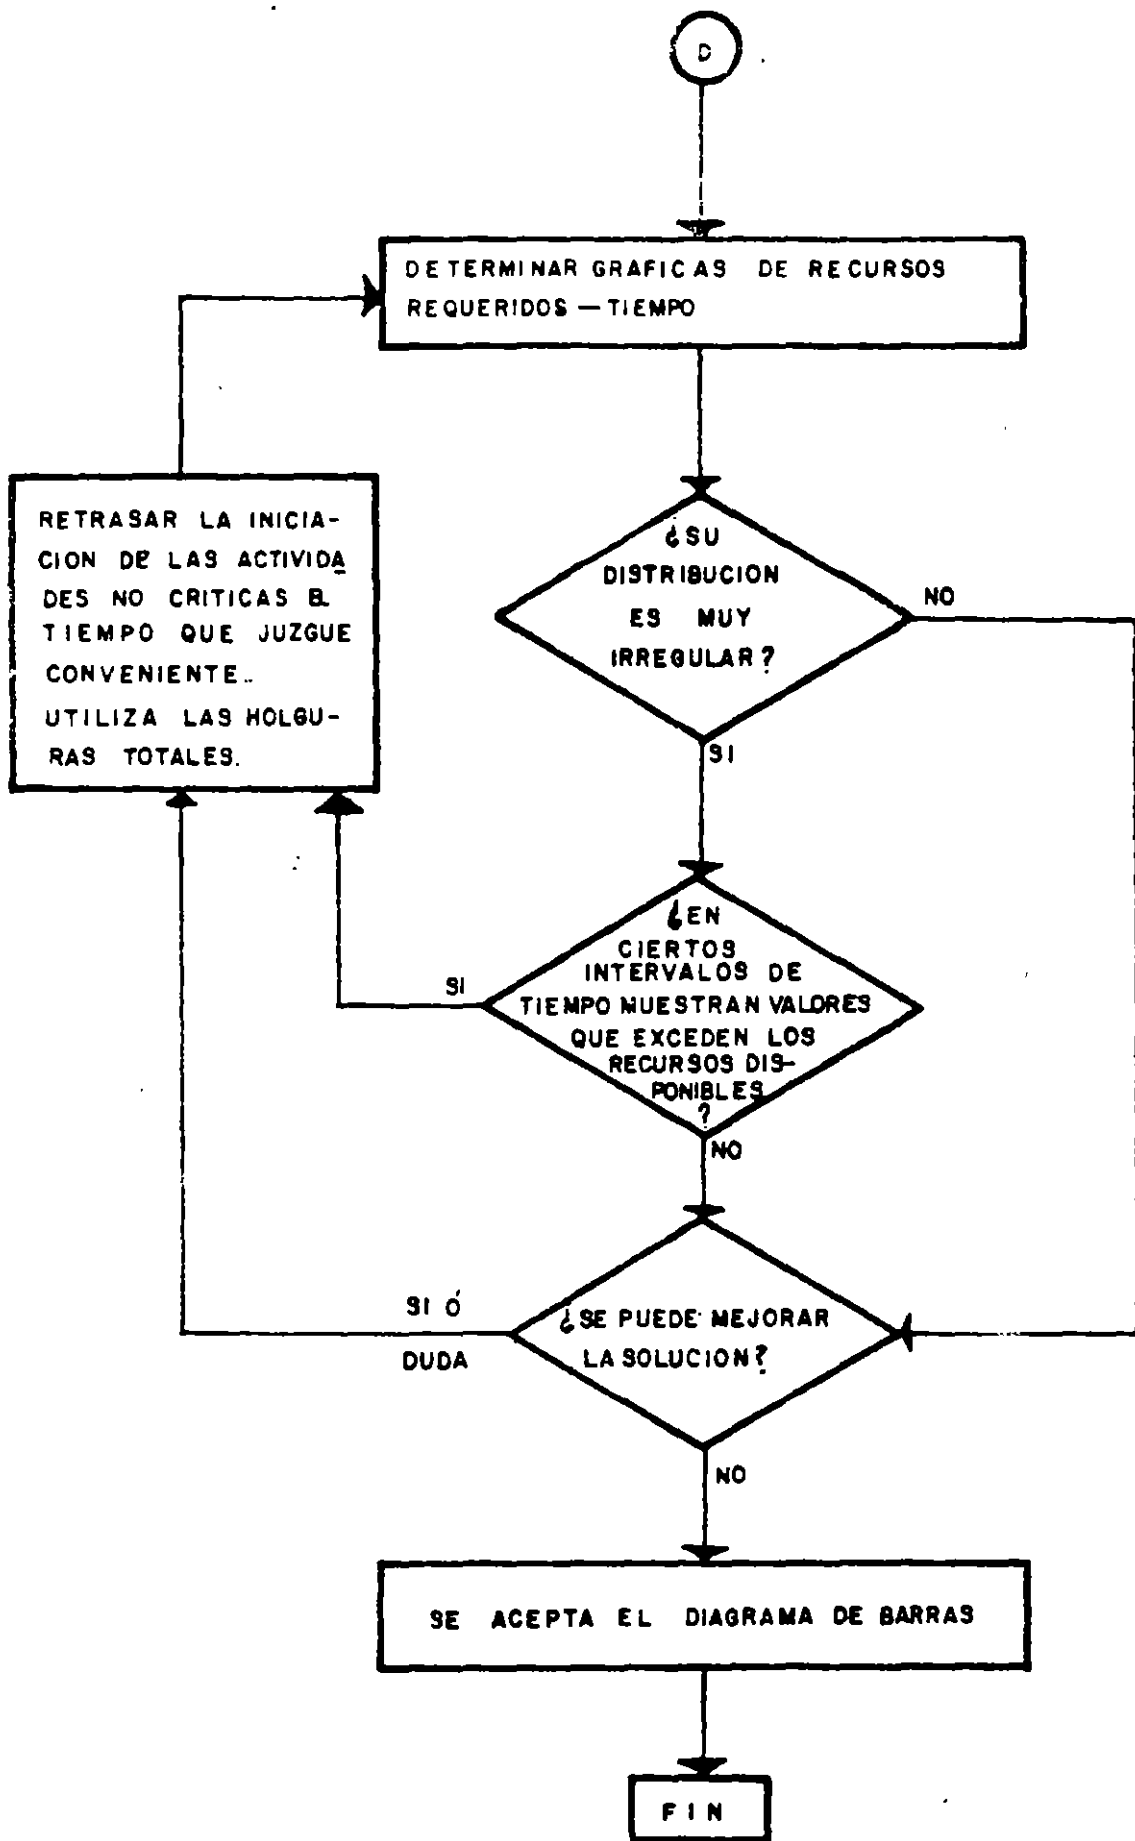 D
DETERMINAR GRAFICAS DE RECURSOS
REQUERIDOS — TIEMPO
RETRASAR LA INICIA-
CION DE LAS ACTIVIDA
DES NO CRITICAS EL
TIEMPO QUE JUZGUE
CONVENIENTE.
UTILIZA LAS HOLGU-
RAS TOTALES.
¿SU
DISTRIBUCION
ES MUY
IRREGULAR?
NO
SI
¿EN
CIERTOS
INTERVALOS DE
TIEMPO MUESTRAN VALORES
QUE EXCEDEN LOS
RECURSOS DIS-
PONIBLES
?
SI
NO
¿SE PUEDE MEJORAR
LA SOLUCION?
SI Ó
DUDA
NO
SE ACEPTA EL DIAGRAMA DE BARRAS
FIN